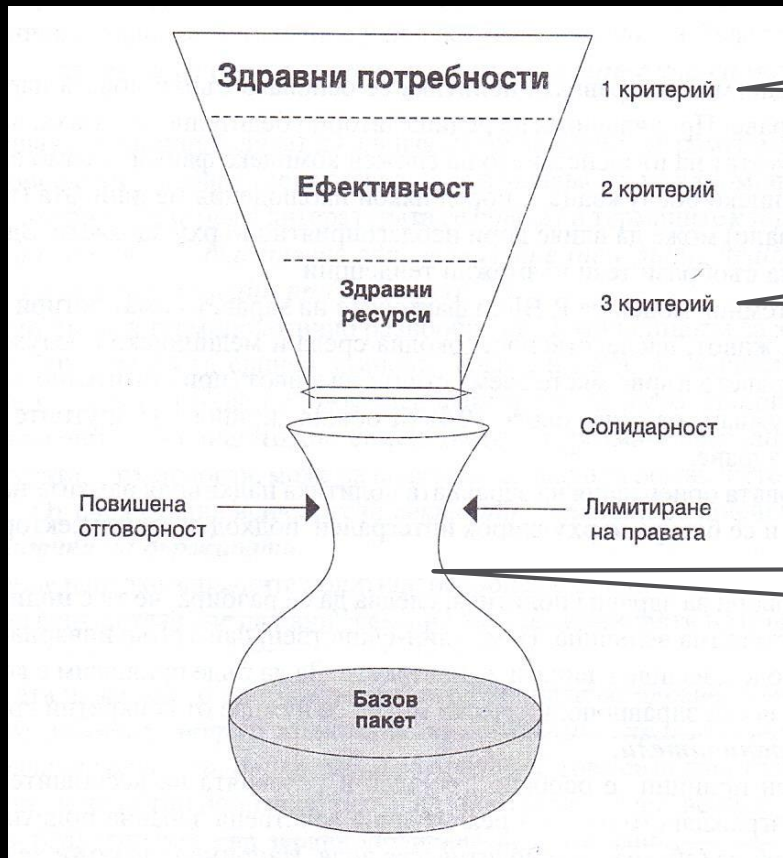 Здравни потребности
1 критерий
Ефективност
2 критерий
Здравни
ресурси
3 критерий
Солидарност
Повишена
отговорност
Лимитиране
на правата
Базов
пакет